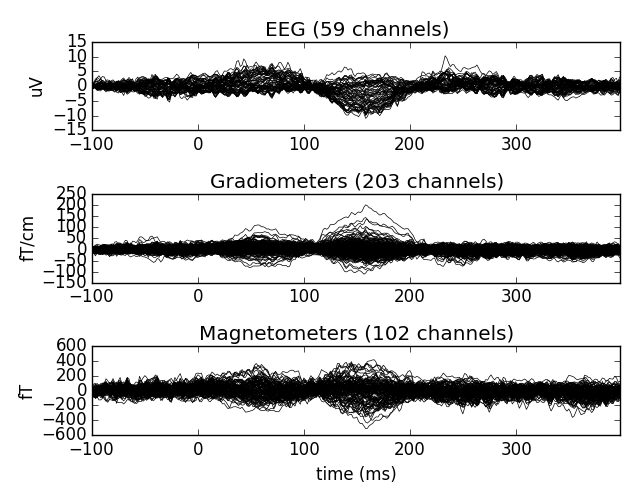 EEG (59 channels)
15
10
5
0
−5
−10
−15
uV
−100 0 100 200 300
Gradiometers (203 channels)
250
200
150
100
50
0
−50
−100
−150
fT/cm
−100 0 100 200 300
Magnetometers (102 channels)
600
400
200
0
−200
−400
−600
fT
−100 0 100 200 300
time (ms)